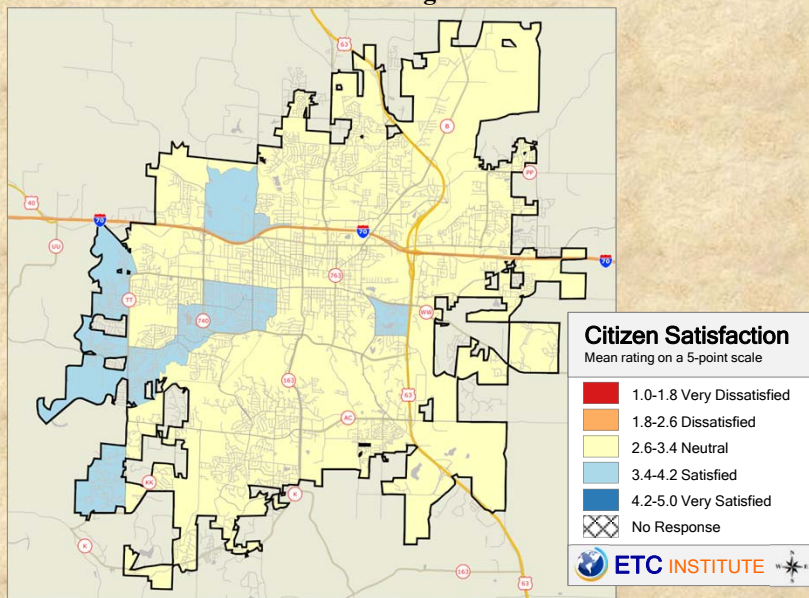 63
B
PP
40
70
70
UU
763
70
TT
740
WW
163
63
AC
KK
K
K
163
63
Citizen Satisfaction
Mean rating on a 5-point scale
1.0-1.8 Very Dissatisfied
1.8-2.6 Dissatisfied
2.6-3.4 Neutral
3.4-4.2 Satisfied
4.2-5.0 Very Satisfied
No Response
ETC INSTITUTE
N
W E
S